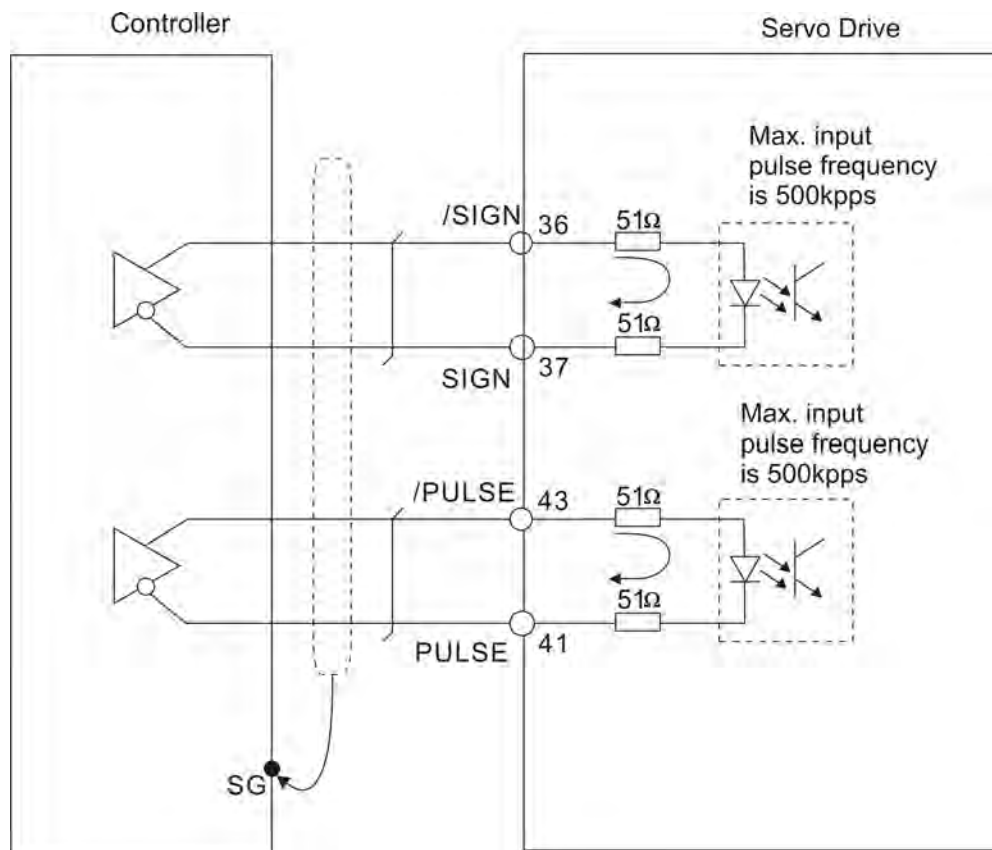 Controller
Servo Drive
Max. input
pulse frequency
is 500kpps
/SIGN
36
51Ω
51Ω
SIGN
37
Max. input
pulse frequency
is 500kpps
/PULSE
43
51Ω
51Ω
PULSE
41
SG